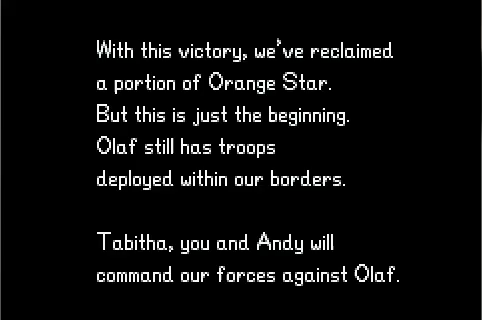 With this victory, we've reclaimed
a portion of Orange Star.
But this is just the beginning.
Olaf still has troops
deployed within our borders.
Tabitha, you and Andy will
command our forces against Olaf.